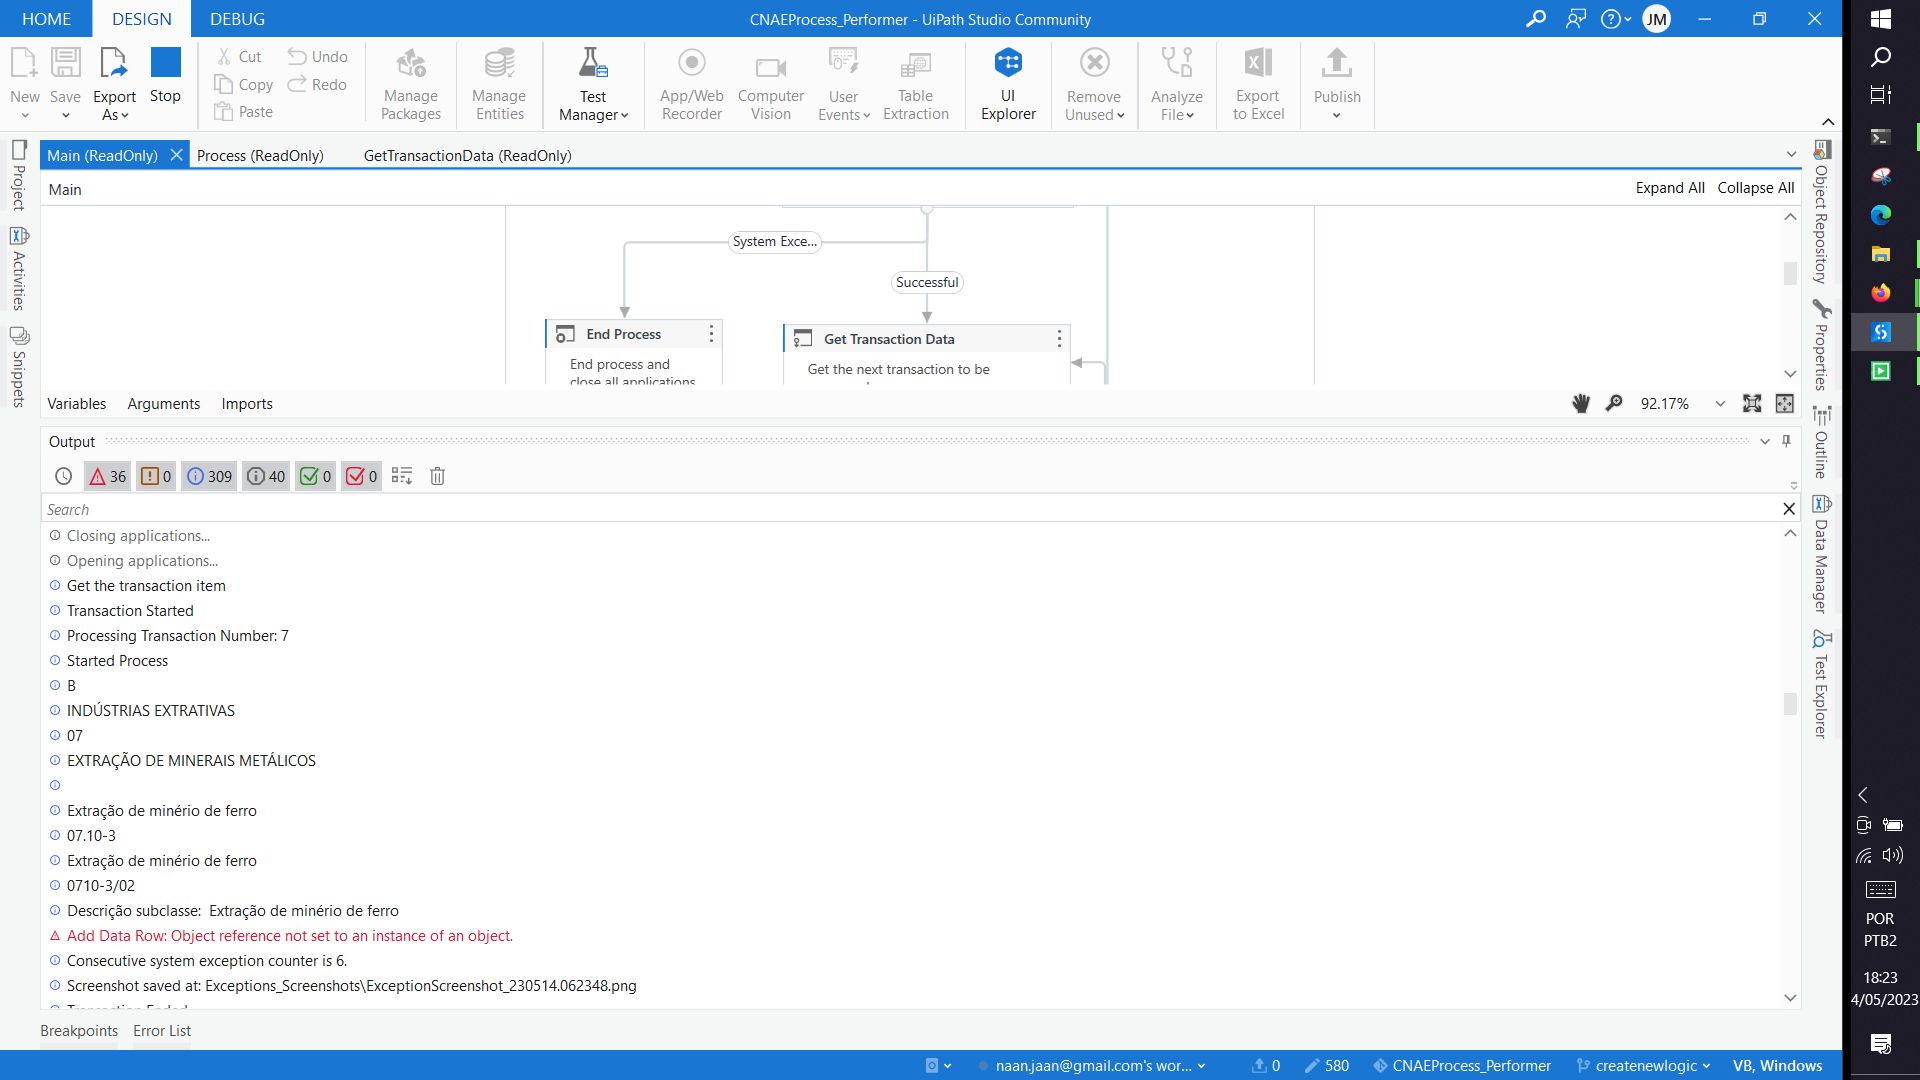 HOME DESIGN DEBUG
CNAEProcess_Performer - UiPath Studio Community
JM
New
Save
Export As
Stop
Cut
Copy
Paste
Undo
Redo
Manage Packages
Manage Entities
Test Manager
App/Web Recorder
Computer Vision
User Events
Table Extraction
UI Explorer
Remove Unused
Analyze File
Export to Excel
Publish
Main (ReadOnly)
Process (ReadOnly)
GetTransactionData (ReadOnly)
Main
Expand All Collapse All
Project
Activities
Snippets
System Exce...
Successful
End Process
End process and
close all applications
Get Transaction Data
Get the next transaction to be
Variables Arguments Imports
92.17%
Output
36 0 309 40 0 0
Search
Closing applications...
Opening applications...
Get the transaction item
Transaction Started
Processing Transaction Number: 7
Started Process
B
INDÚSTRIAS EXTRATIVAS
07
EXTRAÇÃO DE MINERAIS METÁLICOS
Extração de minério de ferro
07.10-3
Extração de minério de ferro
0710-3/02
Descrição subclasse:  Extração de minério de ferro
Add Data Row: Object reference not set to an instance of an object.
Consecutive system exception counter is 6.
Screenshot saved at: Exceptions_Screenshots\ExceptionScreenshot_230514.062348.png
Transaction Ended
Breakpoints Error List
naan.jaan@gmail.com's wor...
0
580
CNAEProcess_Performer
createnewlogic
VB, Windows
Object Repository
Properties
Outline
Data Manager
Test Explorer
POR
PTB2
18:23
4/05/2023